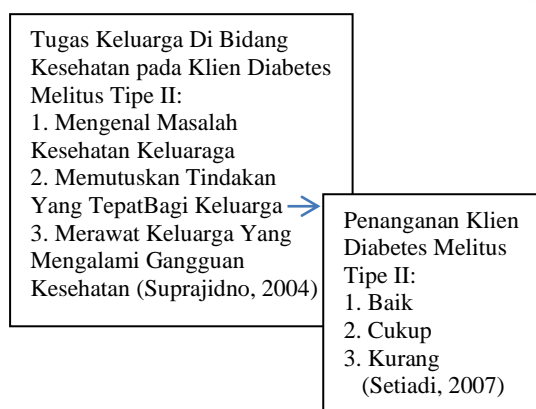 Tugas Keluarga Di Bidang
Kesehatan pada Klien Diabetes
Melitus Tipe II:
1. Mengenal Masalah
Kesehatan Keluaraga
2. Memutuskan Tindakan
Yang TepatBagi Keluarga
3. Merawat Keluarga Yang
Mengalami Gangguan
Kesehatan (Suprajidno, 2004)
Penanganan Klien
Diabetes Melitus
Tipe II:
1. Baik
2. Cukup
3. Kurang
(Setiadi, 2007)